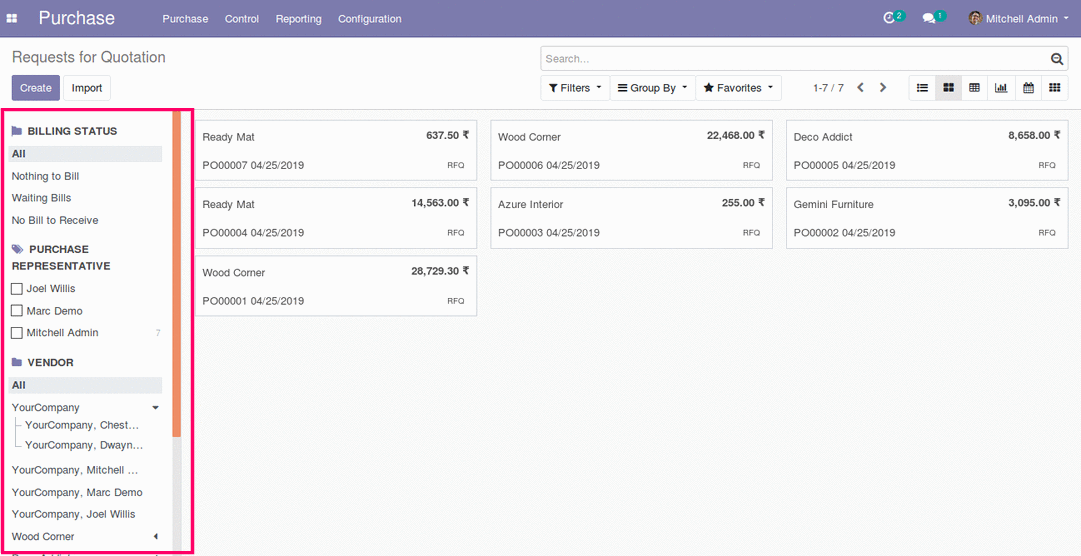 Purchase Purchase Control Reporting Configuration 2 1 Mitchell Admin
Requests for Quotation
Search...
Create Import
Filters Group By Favorites 1-7 / 7
BILLING STATUS
All
Nothing to Bill
Waiting Bills
No Bill to Receive
PURCHASE
REPRESENTATIVE
Joel Willis
Marc Demo
Mitchell Admin 7
VENDOR
All
YourCompany
YourCompany, Chest...
YourCompany, Dwayn...
YourCompany, Mitchell ...
YourCompany, Marc Demo
YourCompany, Joel Willis
Wood Corner
Ready Mat 637.50 ₹
PO00007 04/25/2019 RFQ
Wood Corner 22,468.00 ₹
PO00006 04/25/2019 RFQ
Deco Addict 8,658.00 ₹
PO00005 04/25/2019 RFQ
Ready Mat 14,563.00 ₹
PO00004 04/25/2019 RFQ
Azure Interior 255.00 ₹
PO00003 04/25/2019 RFQ
Gemini Furniture 3,095.00 ₹
PO00002 04/25/2019 RFQ
Wood Corner 28,729.30 ₹
PO00001 04/25/2019 RFQ